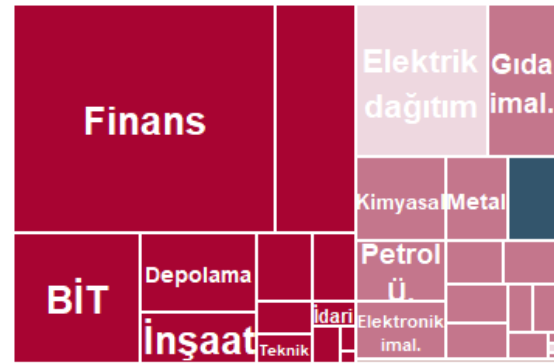 Finans
BİT
Depolama
İnşaat
Teknik
İdari
Elektrik
dağıtım
Gıda
imal.
Kimyasal
Metal
Petrol
Ü.
Elektronik
imal.